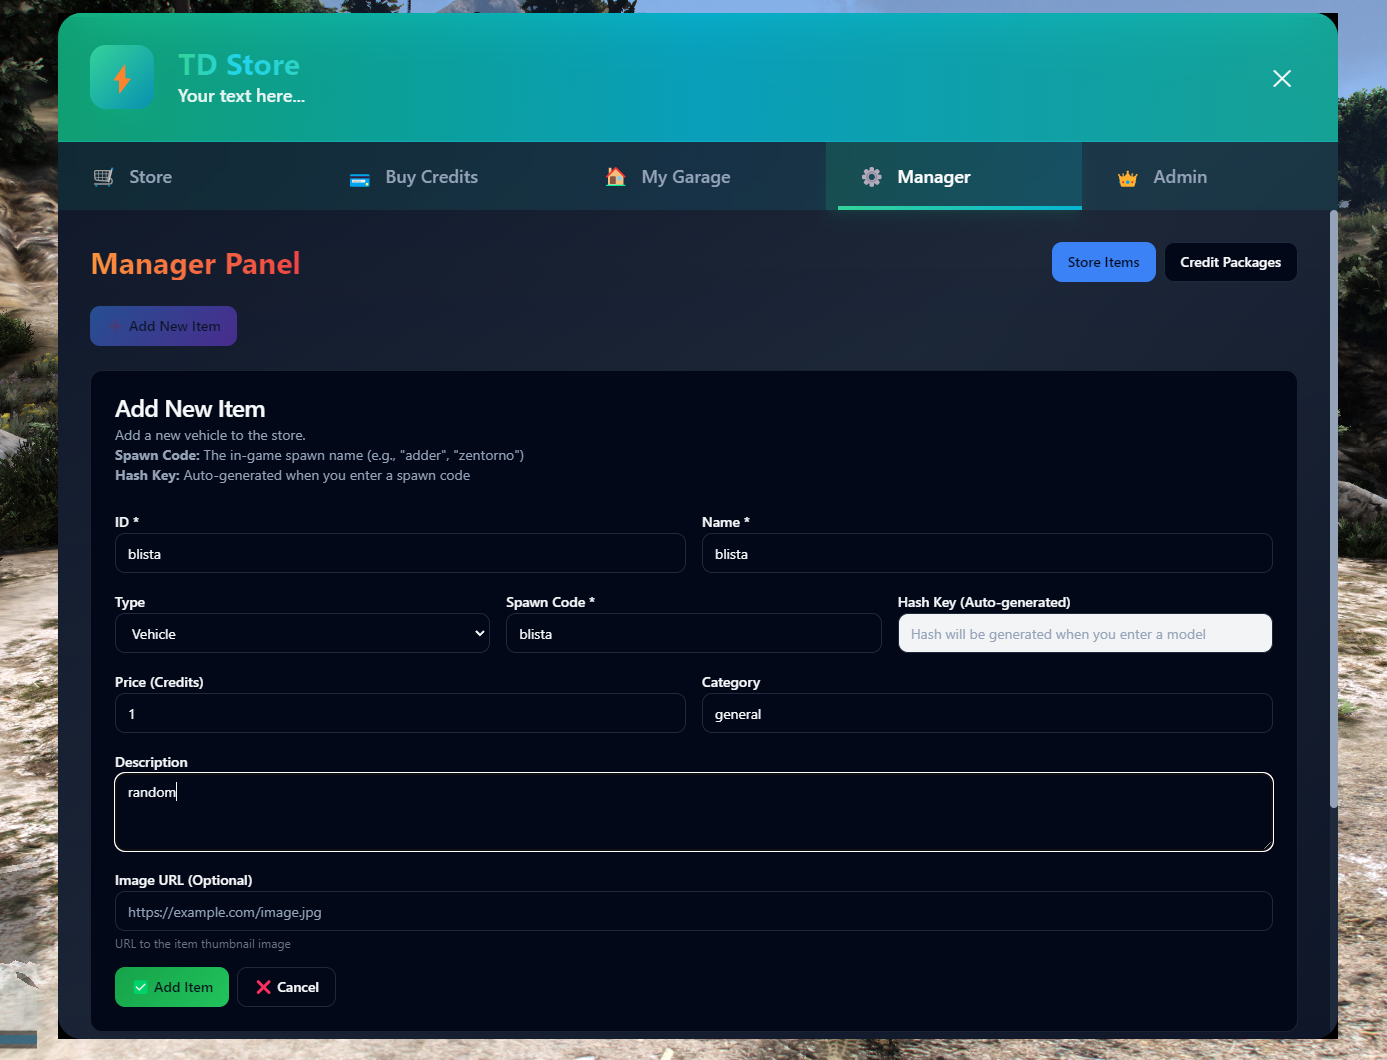 TD Store
Your text here...
Store
Buy Credits
My Garage
Manager
Admin
Manager Panel
Store Items
Credit Packages
Add New Item
Add New Item
Add a new vehicle to the store.
Spawn Code: The in-game spawn name (e.g., "adder", "zentorno")
Hash Key: Auto-generated when you enter a spawn code
ID *
Name *
blista
blista
Type
Spawn Code *
Hash Key (Auto-generated)
Vehicle
blista
Hash will be generated when you enter a model
Price (Credits)
Category
1
general
Description
random
Image URL (Optional)
https://example.com/image.jpg
URL to the item thumbnail image
Add Item
Cancel